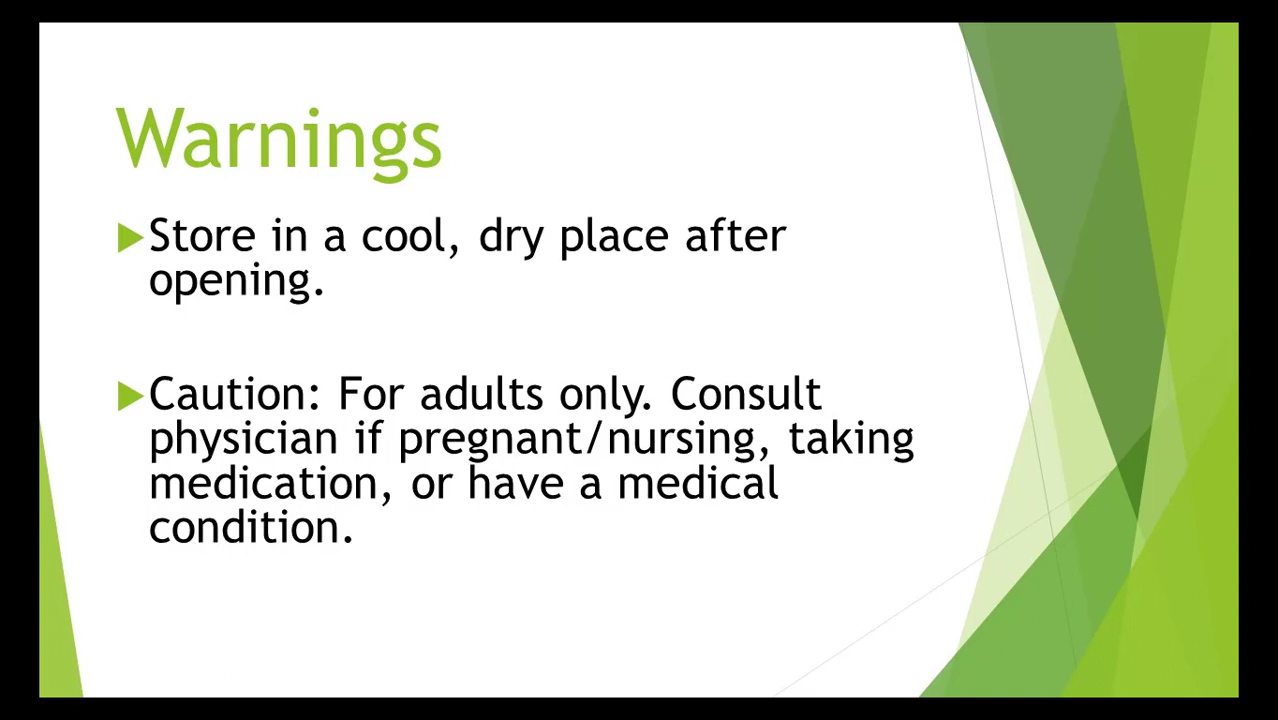 Warnings
Store in a cool, dry place after
opening.
Caution: For adults only. Consult
physician if pregnant/nursing, taking
medication, or have a medical
condition.